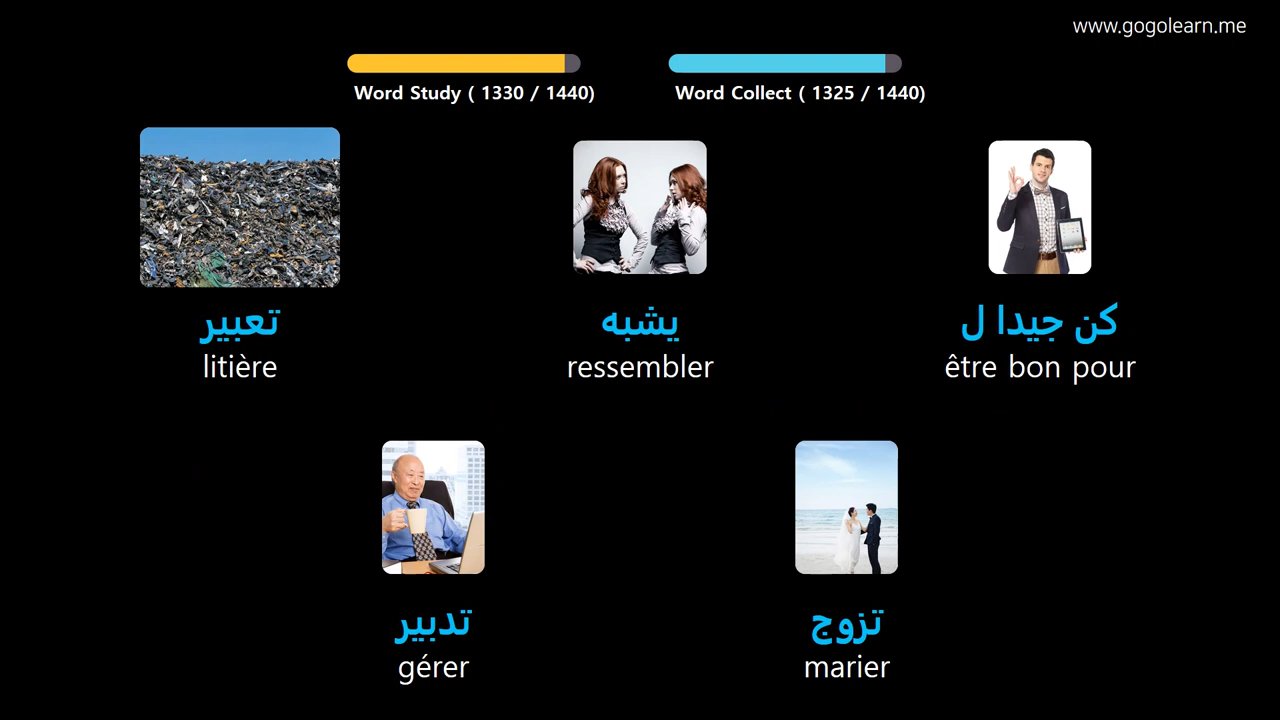 www.gogolearn.me
Word Study ( 1330 / 1440)
Word Collect ( 1325 / 1440)
تعبير
litière
يشبه
ressembler
كن جيدا ل
être bon pour
تدبير
gérer
تزوج
marier